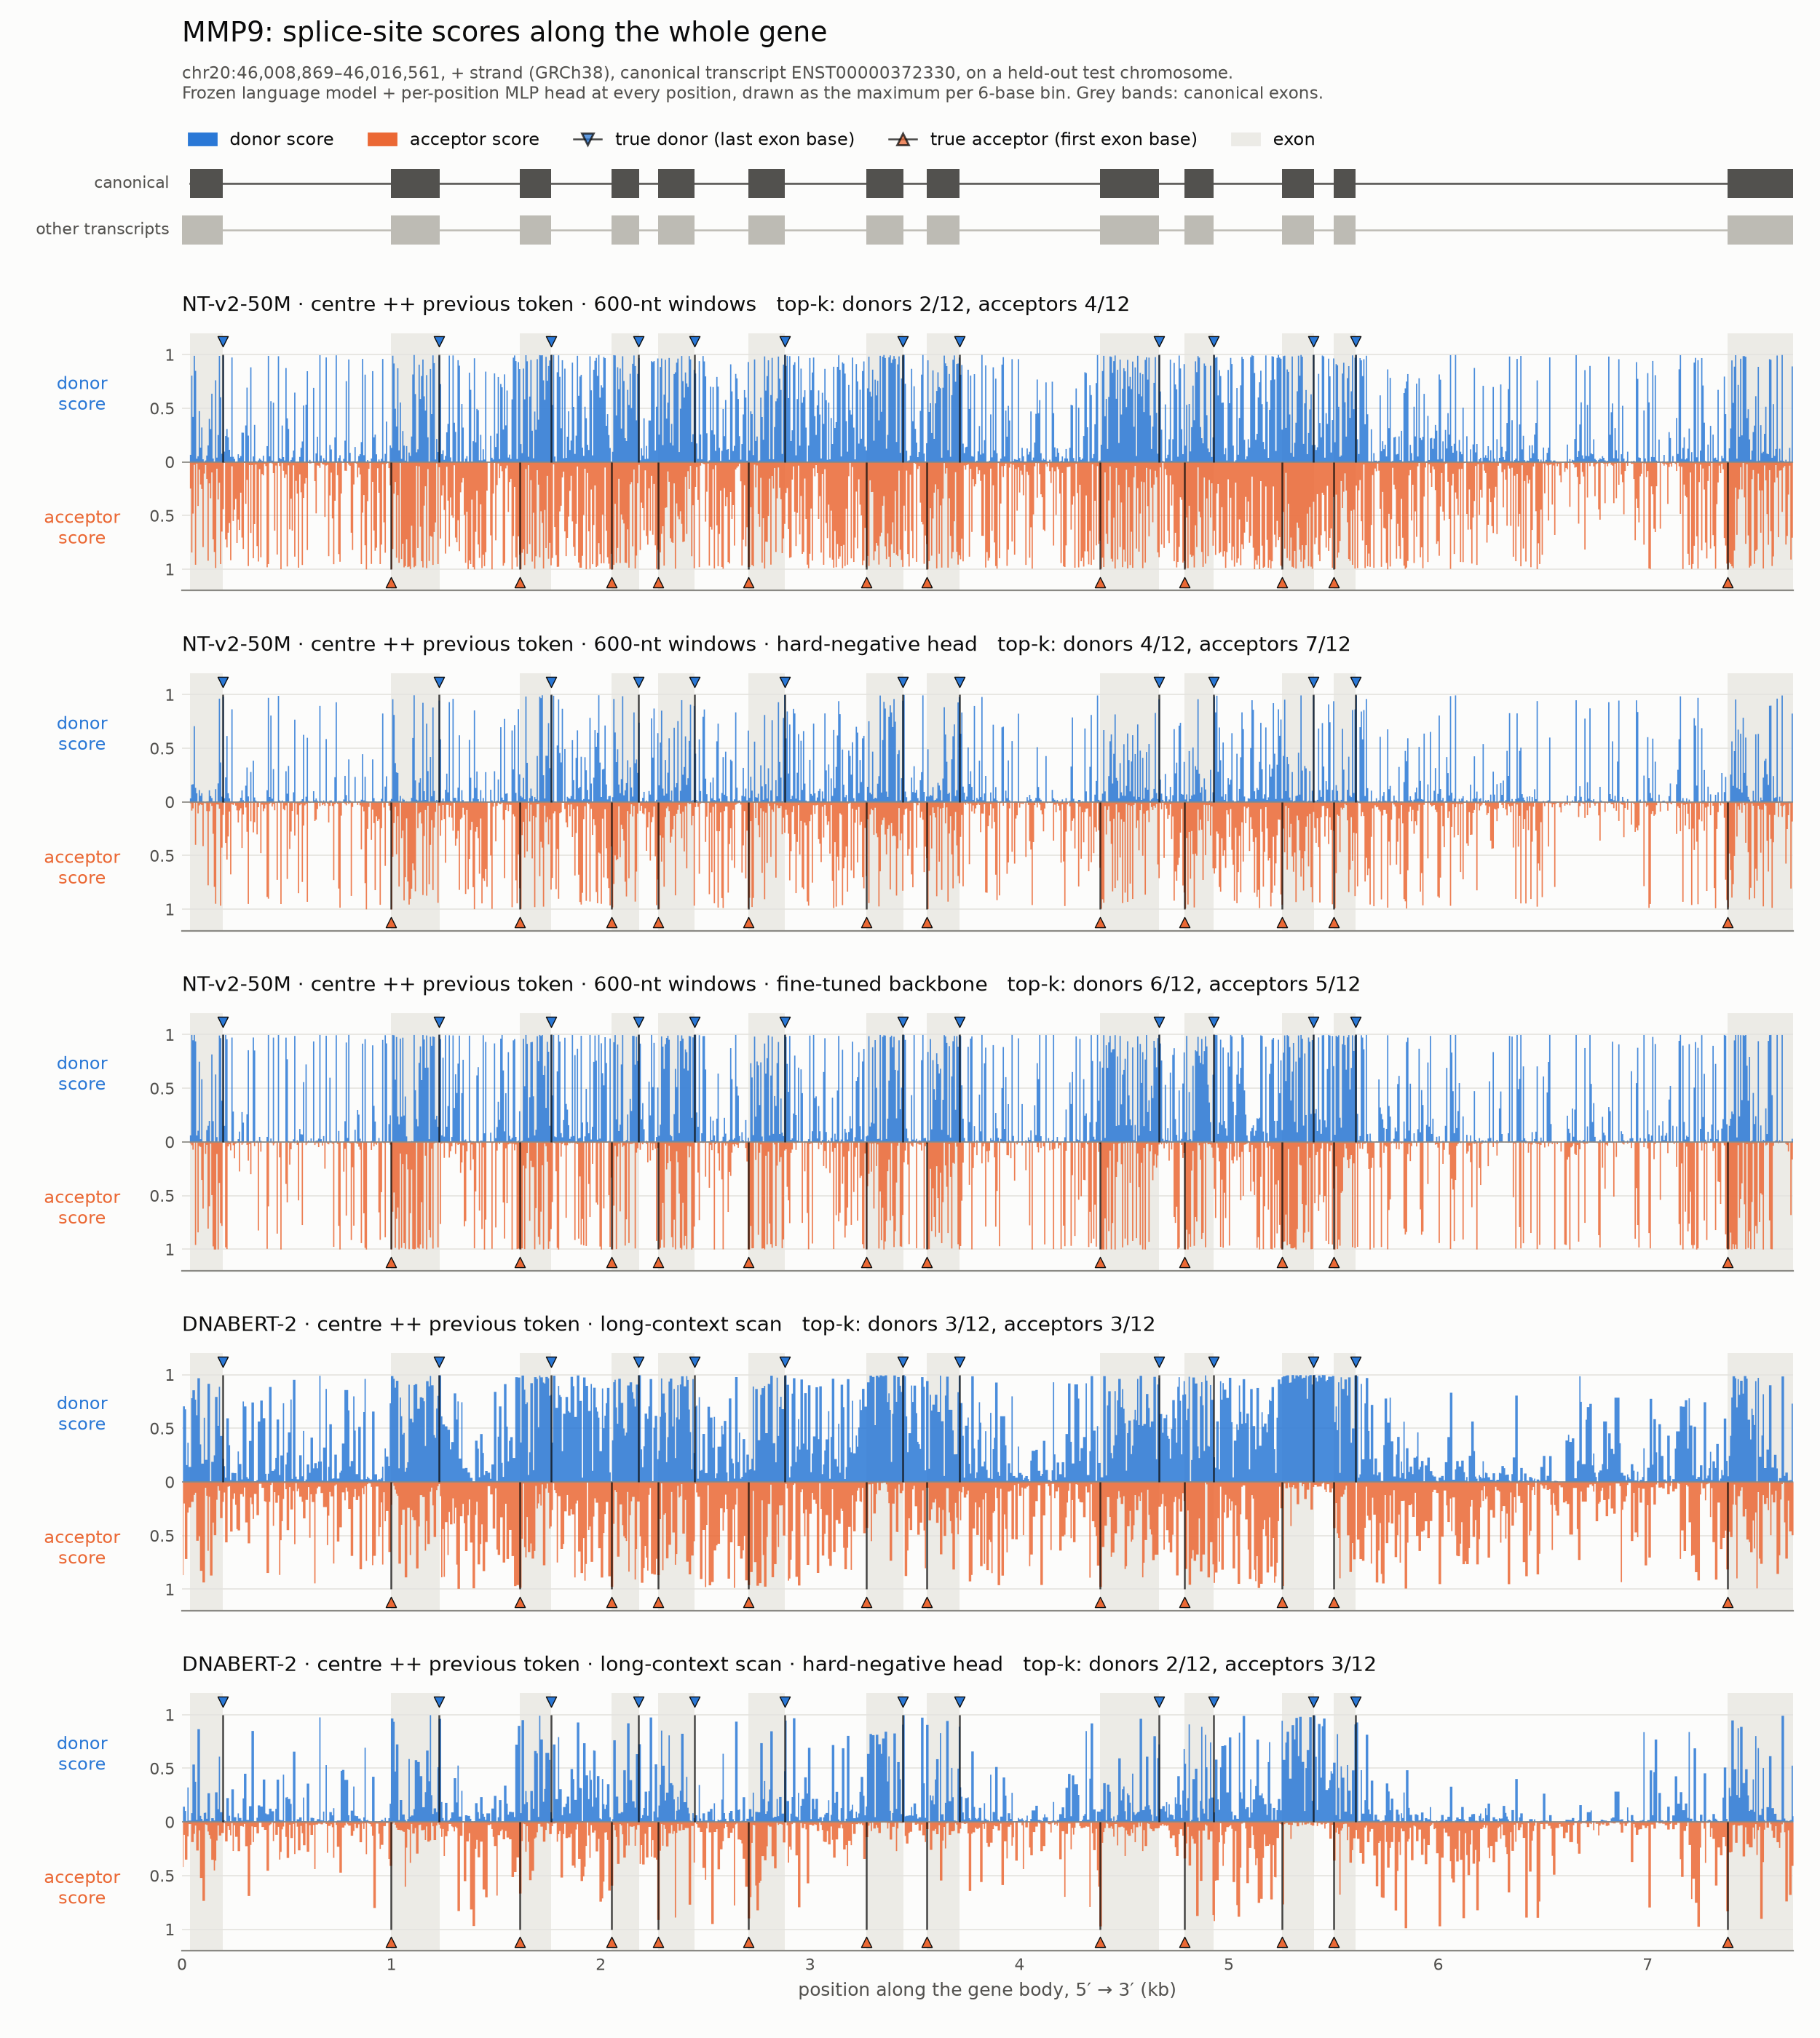 MMP9: splice-site scores along the whole gene
chr20:46,008,869–46,016,561, + strand (GRCh38), canonical transcript ENST00000372330, on a held-out test chromosome.
Frozen language model + per-position MLP head at every position, drawn as the maximum per 6-base bin. Grey bands: canonical exons.
donor score acceptor score true donor (last exon base) true acceptor (first exon base) exon
canonical
other transcripts
NT-v2-50M · centre ++ previous token · 600-nt windows top-k: donors 2/12, acceptors 4/12
1
donor
score
0.5
0
acceptor
score
0.5
1
NT-v2-50M · centre ++ previous token · 600-nt windows · hard-negative head top-k: donors 4/12, acceptors 7/12
1
donor
score
0.5
0
acceptor
score
0.5
1
NT-v2-50M · centre ++ previous token · 600-nt windows · fine-tuned backbone top-k: donors 6/12, acceptors 5/12
1
donor
score
0.5
0
acceptor
score
0.5
1
DNABERT-2 · centre ++ previous token · long-context scan top-k: donors 3/12, acceptors 3/12
1
donor
score
0.5
0
acceptor
score
0.5
1
DNABERT-2 · centre ++ previous token · long-context scan · hard-negative head top-k: donors 2/12, acceptors 3/12
1
donor
score
0.5
0
acceptor
score
0.5
1
0 1 2 3 4 5 6 7
position along the gene body, 5′ → 3′ (kb)